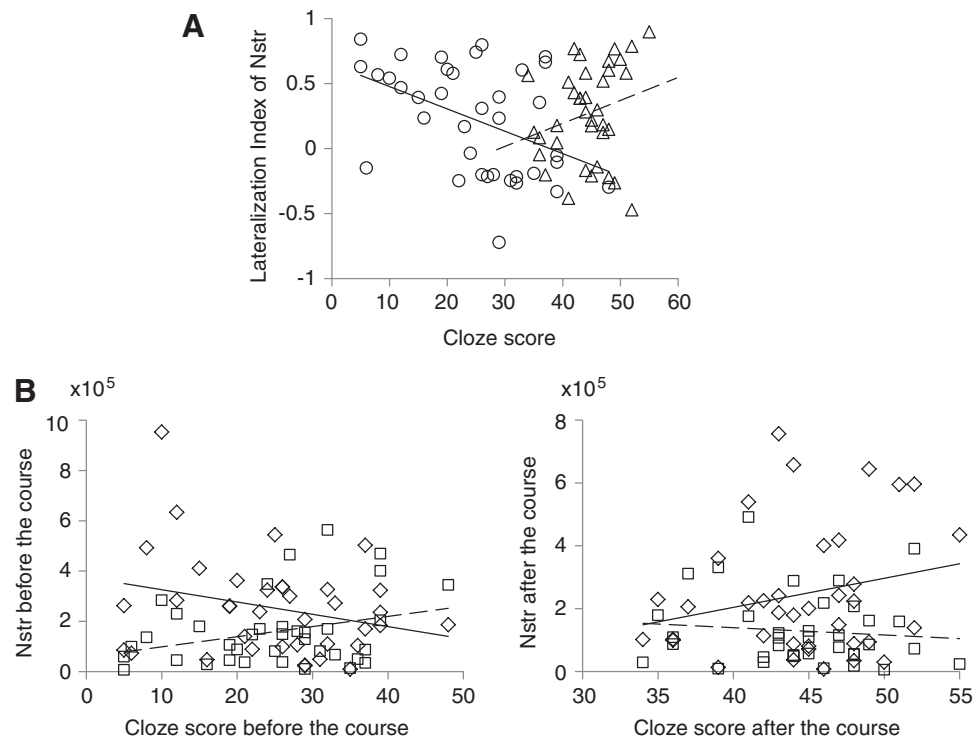 A
Lateralization Index of Nstr
1
0.5
0
-0.5
-1
0 10 20 30 40 50 60
Cloze score
B
x10^5
Nstr before the course
10
8
6
4
2
0
0 10 20 30 40 50
Cloze score before the course
x10^5
Nstr after the course
8
6
4
2
0
30 35 40 45 50 55
Cloze score after the course